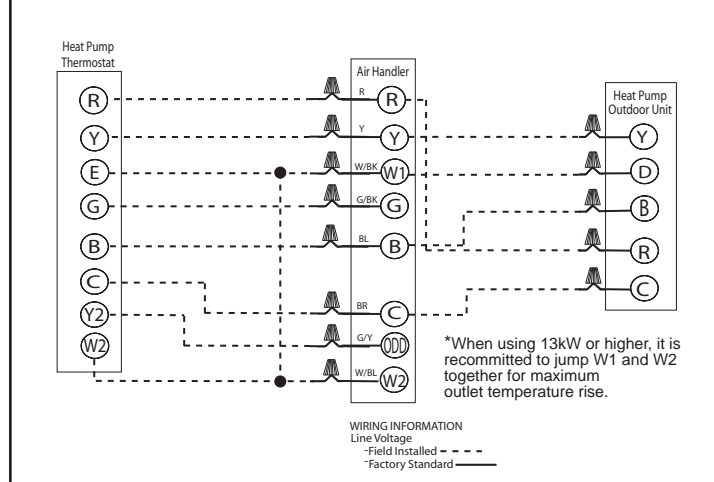 Heat Pump
Thermostat
Air Handler
Heat Pump
Outdoor Unit
R
R
R
Y
Y
Y
Y
E
W/BK
W1
D
G
G/BK
G
B
B
BL
B
R
C
BR
C
C
Y2
G/Y
ODD
W2
W/BL
W2
*When using 13kW or higher, it is
recommitted to jump W1 and W2
together for maximum
outlet temperature rise.
WIRING INFORMATION
Line Voltage
-Field Installed
-Factory Standard